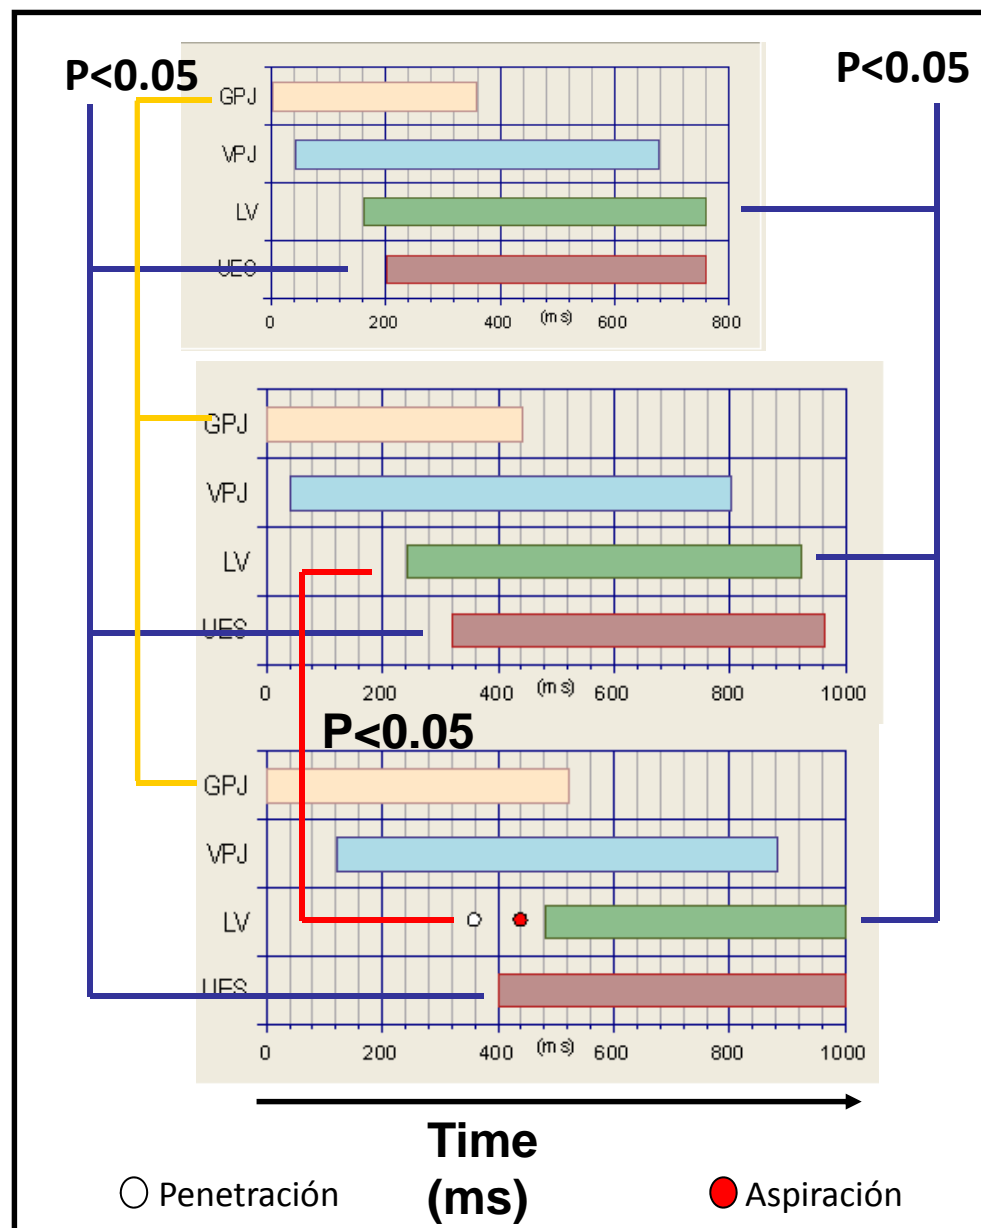 P<0.05
P<0.05
GPJ
VPJ
LV
UES
0 200 400 (ms) 600 800
GPJ
VPJ
LV
UES
0 200 400 (ms) 600 800 1000
P<0.05
GPJ
VPJ
LV
UES
0 200 400 (ms) 600 800 1000
Time
(ms)
Penetración
Aspiración